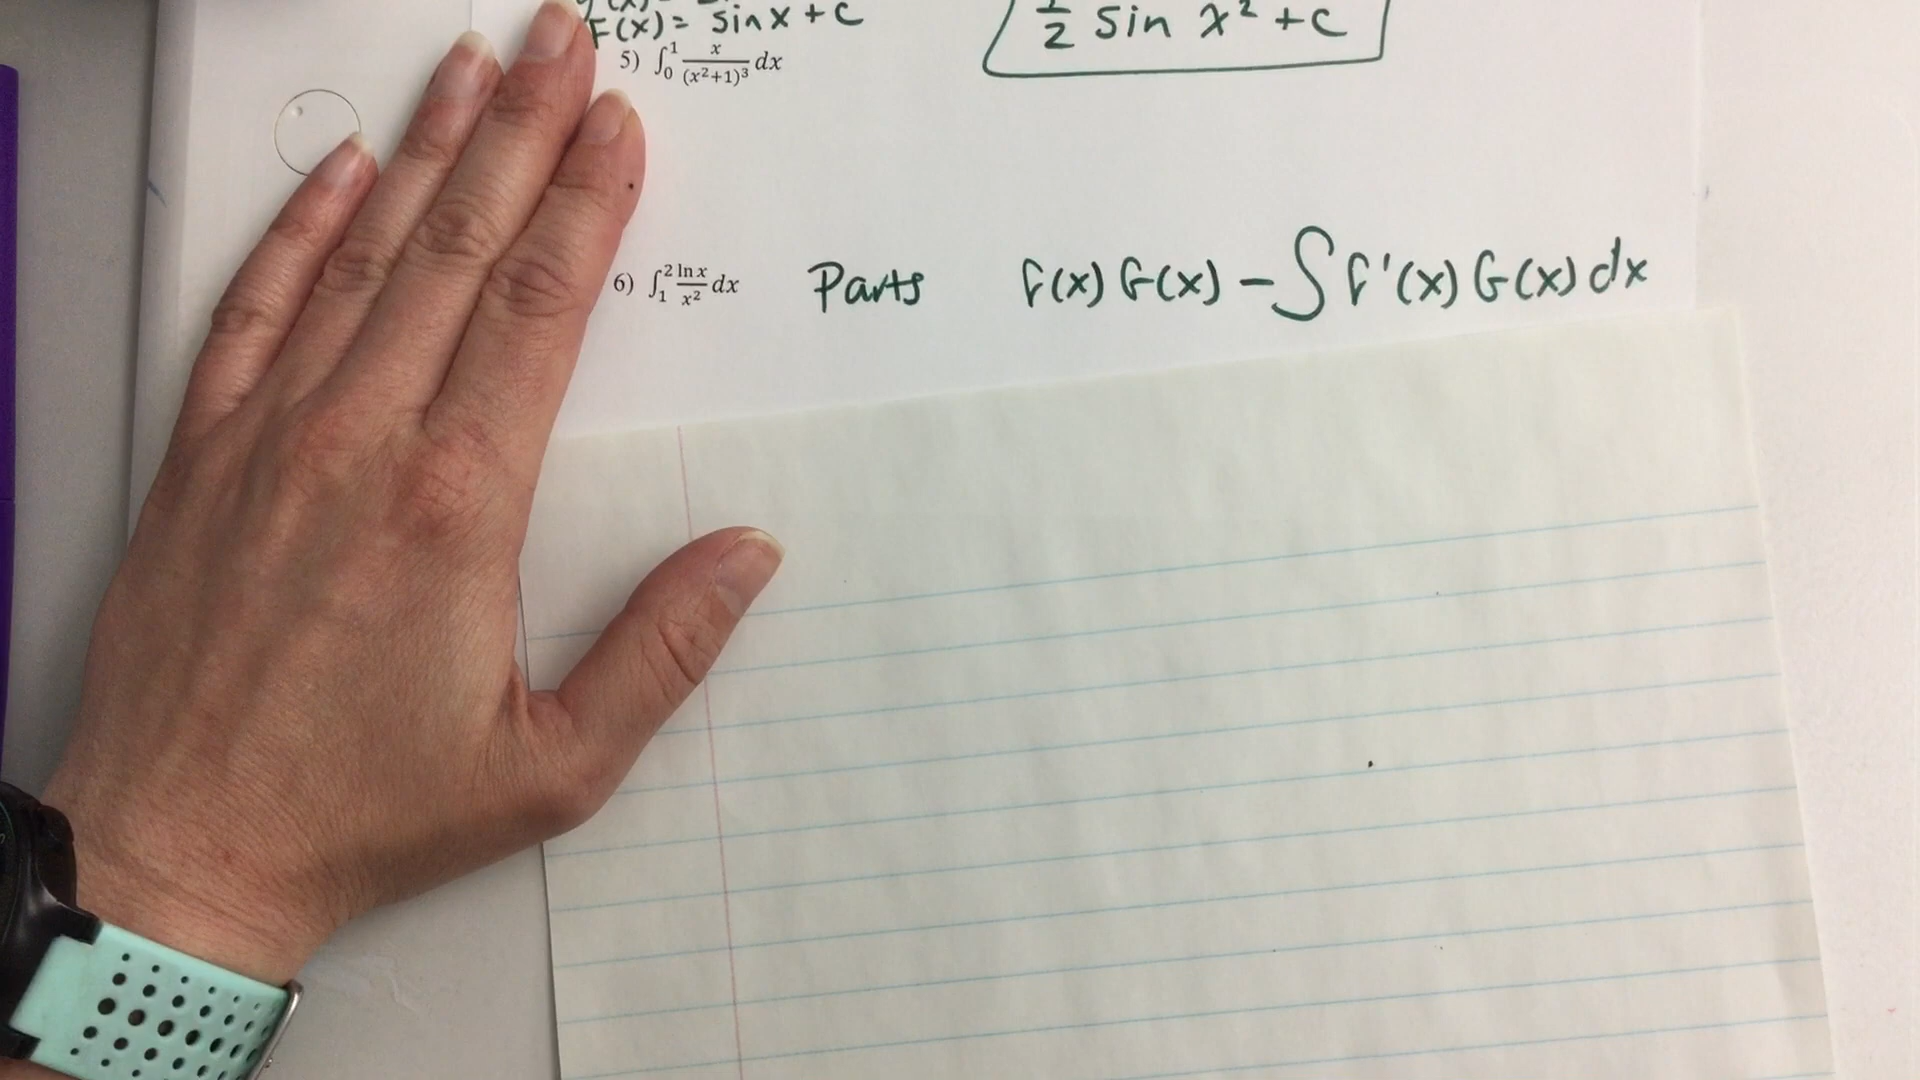 F(x) = sin x + c
1/2 sin x² + c
5) ∫₀¹ x/(x²+1)³ dx
6) ∫₁² ln x/x² dx Parts f(x) G(x) - ∫ f'(x) G(x) dx